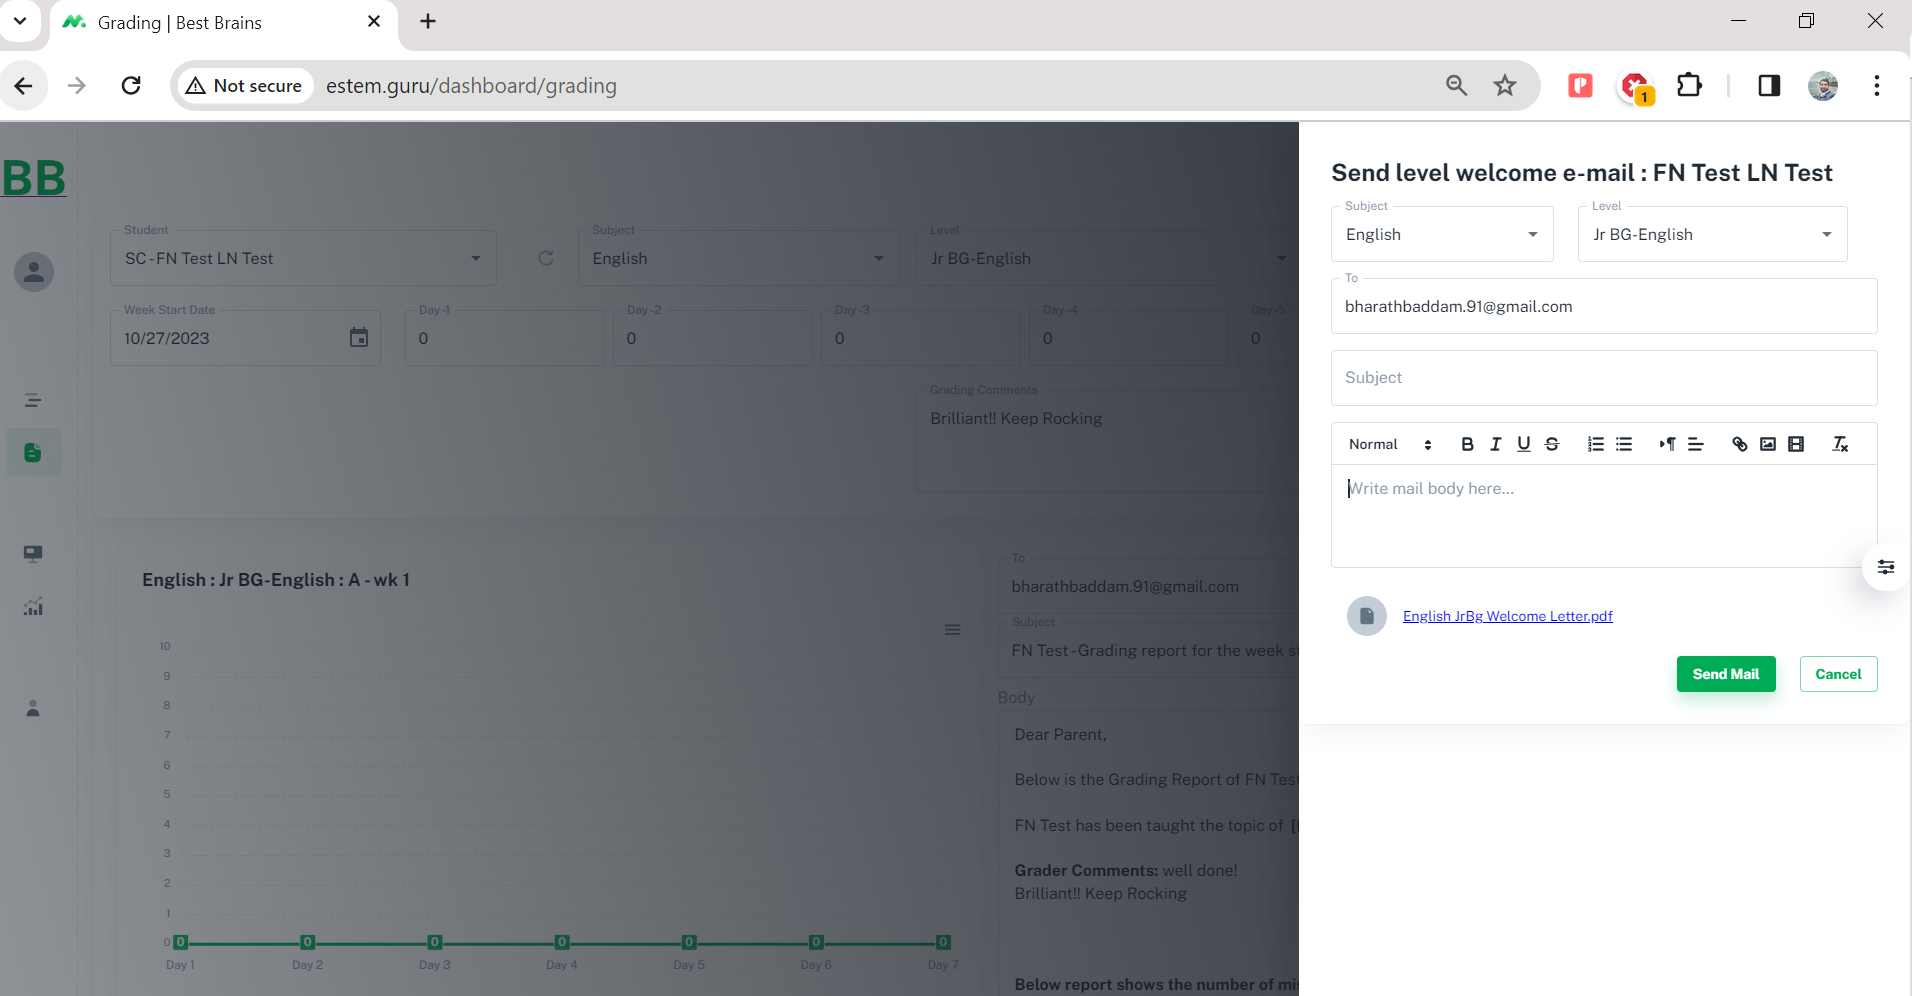 Grading | Best Brains
Not secure
estem.guru/dashboard/grading
1
BB
Student
SC - FN Test LN Test
Subject
English
Level
Jr BG-English
Week Start Date
10/27/2023
Day -1
0
Day -2
0
Day -3
0
Day -4
0
Day -5
0
Grading Comments
Brilliant!! Keep Rocking
English : Jr BG-English : A - wk 1
10
9
8
7
6
5
4
3
2
1
0
0 0 0 0 0 0 0
Day 1 Day 2 Day 3 Day 4 Day 5 Day 6 Day 7
To
bharathbaddam.91@gmail.com
Subject
FN Test - Grading report for the week
Body
Dear Parent,
Below is the Grading Report of FN Test
FN Test has been taught the topic of [
Grader Comments: well done!
Brilliant!! Keep Rocking
Below report shows the number of
Send level welcome e-mail : FN Test LN Test
Subject
English
Level
Jr BG-English
To
bharathbaddam.91@gmail.com
Subject
Normal
Write mail body here...
English JrBg Welcome Letter.pdf
Send Mail
Cancel